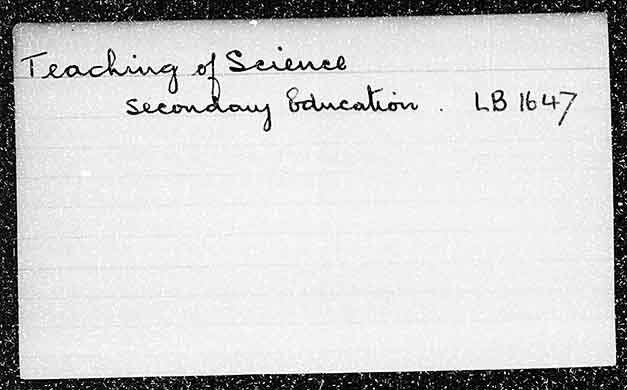 Teaching of Science
Secondary Education . LB 1647